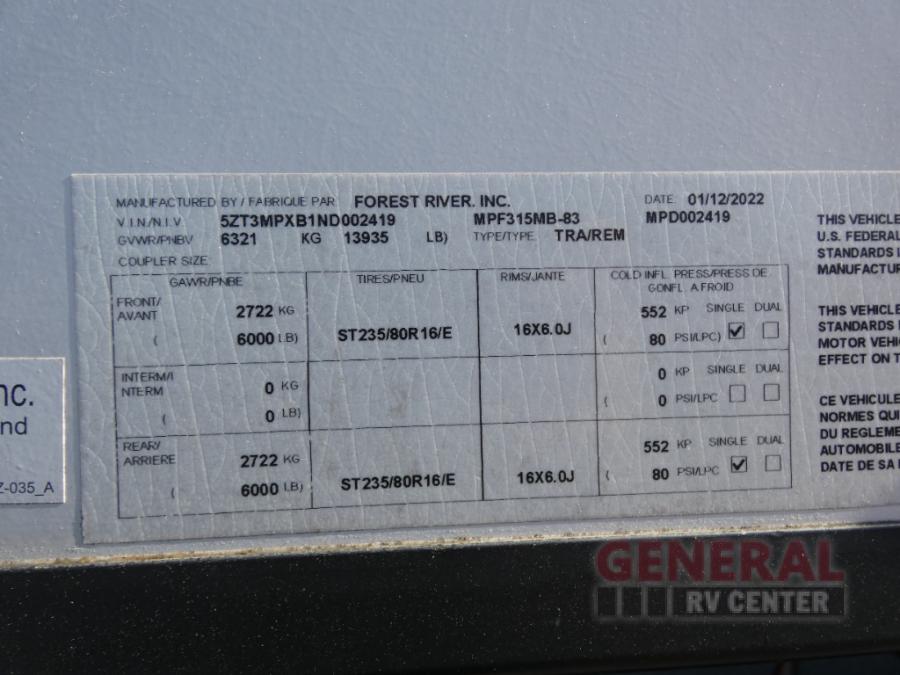 MANUFACTURED BY / FABRIQUE PAR FOREST RIVER. INC. DATE: 01/12/2022
V.I.N./N.I.V. 5ZT3MPXB1ND002419 MPF315MB-83 MPD002419
GVWR/PNBV 6321 KG 13935 LB) TYPE/TYPE: TRA/REM
COUPLER SIZE:
GAWR/PNBE TIRES/PNEU RIMS/JANTE COLD INFL. PRESS/PRESS DE
GONFL. A FROID
FRONT/ 2722 KG 552 KP SINGLE DUAL
AVANT
( 6000 LB) ST235/80R16/E 16X6.0J ( 80 PSI/LPC)
INTERM/I 0 KG 0 KP SINGLE DUAL
NTERM
( 0 LB) ( 0 PSI/LPC
REAR/ 552 KP SINGLE DUAL
ARRIERE 2722 KG
( 6000 LB) ST235/80R16/E 16X6.0J ( 80 PSI/LPC
THIS VEHICLE
U.S. FEDERAL
STANDARDS
MANUFACTUR
THIS VEHICLE
STANDARDS
MOTOR VEHI
EFFECT ON T
CE VEHICULE
NORMES QUI
DU REGLEME
AUTOMOBILE
DATE DE SA
nc.
nd
Z-035_A
GENERAL
RV CENTER